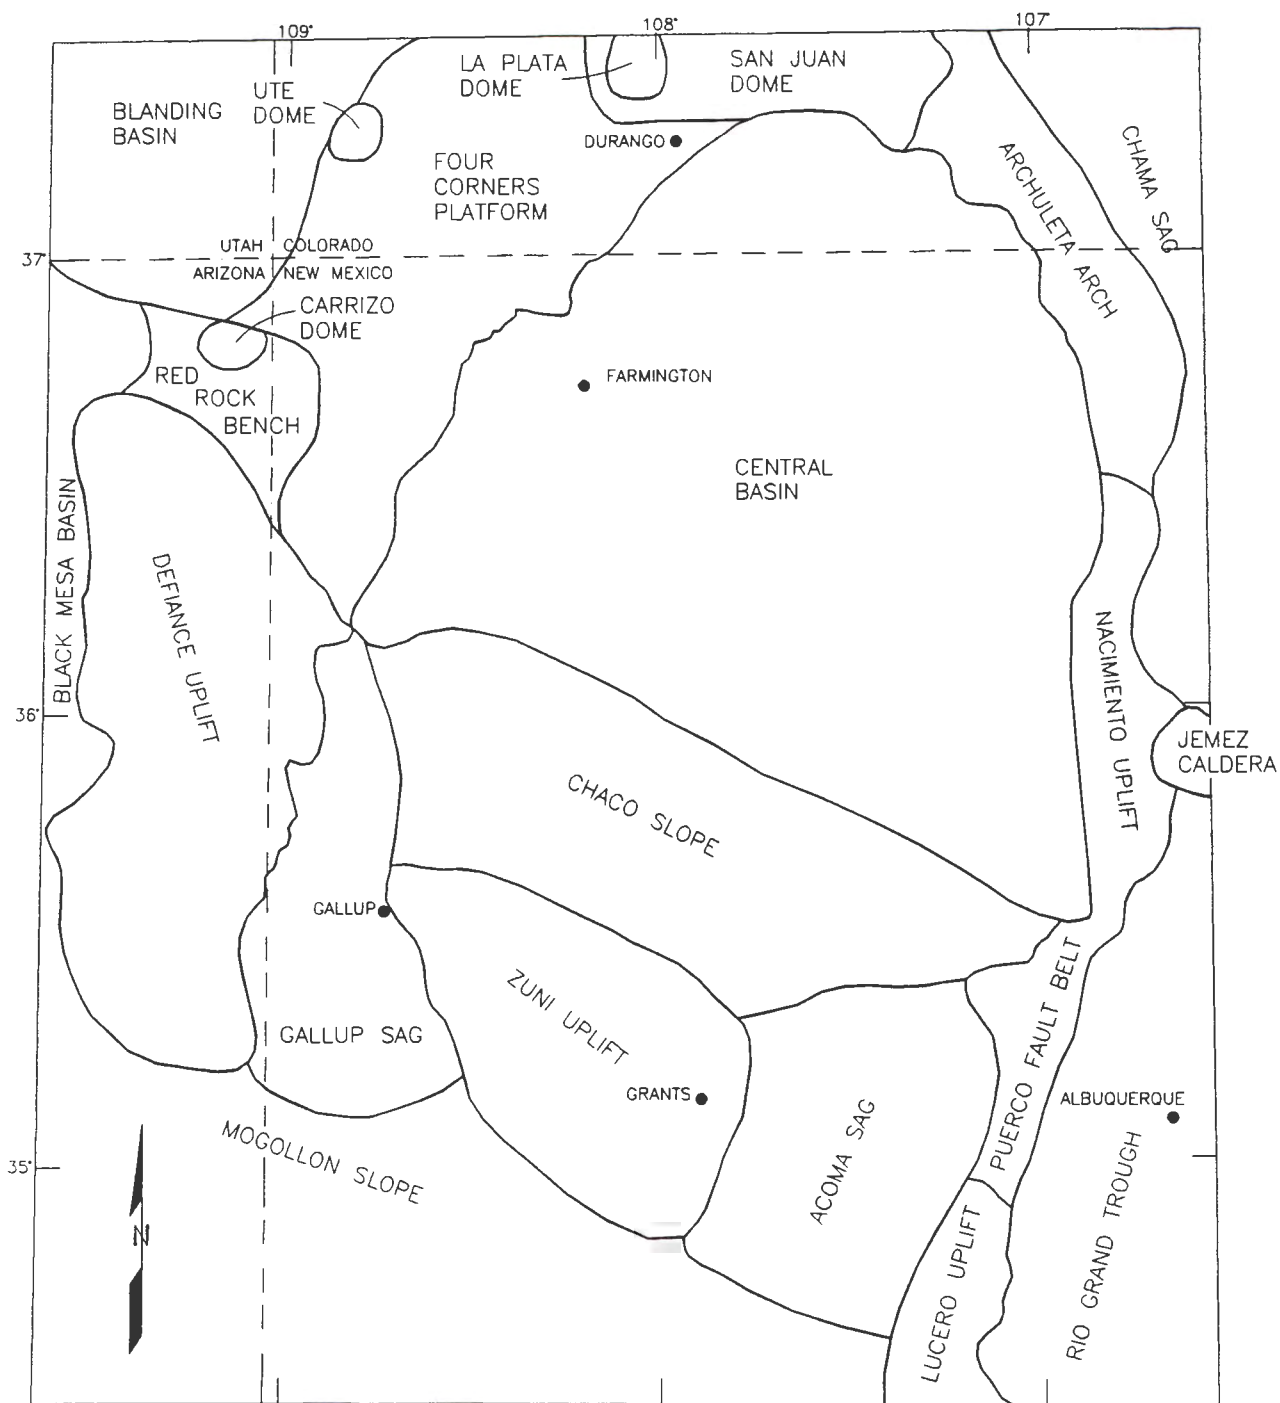 109°
108°
107°
LA PLATA
DOME
SAN JUAN
DOME
UTE
DOME
BLANDING
BASIN
DURANGO
FOUR
CORNERS
PLATFORM
CHAMA SAG
ARCHULETA ARCH
UTAH
COLORADO
37°
ARIZONA
NEW MEXICO
CARRIZO
DOME
RED
ROCK
BENCH
FARMINGTON
CENTRAL
BASIN
BLACK MESA BASIN
DEFIANCE UPLIFT
NACIMIENTO UPLIFT
36°
JEMEZ
CALDERA
CHACO SLOPE
GALLUP
ZUNI UPLIFT
GALLUP SAG
PUERCO FAULT BELT
GRANTS
ALBUQUERQUE
MOGOLLON SLOPE
ACOMA SAG
35°
RIO GRAND TROUGH
LUCERO UPLIFT
N